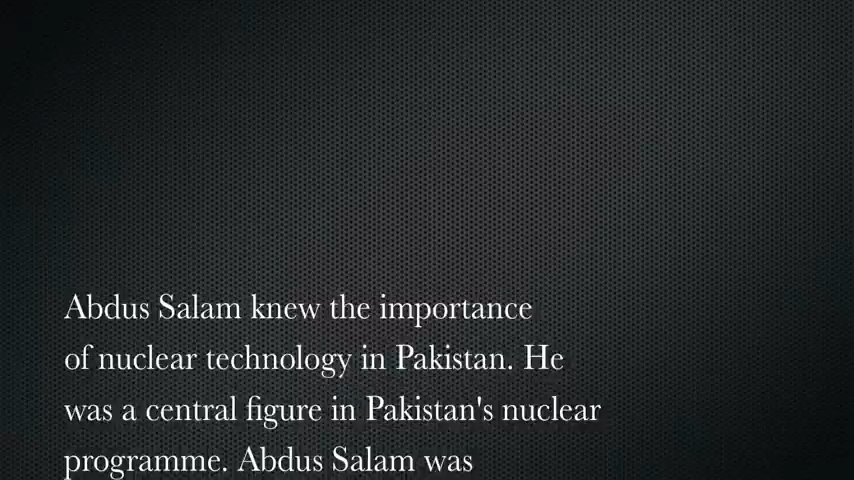 Abdus Salam knew the importance
of nuclear technology in Pakistan. He
was a central figure in Pakistan's nuclear
programme. Abdus Salam was